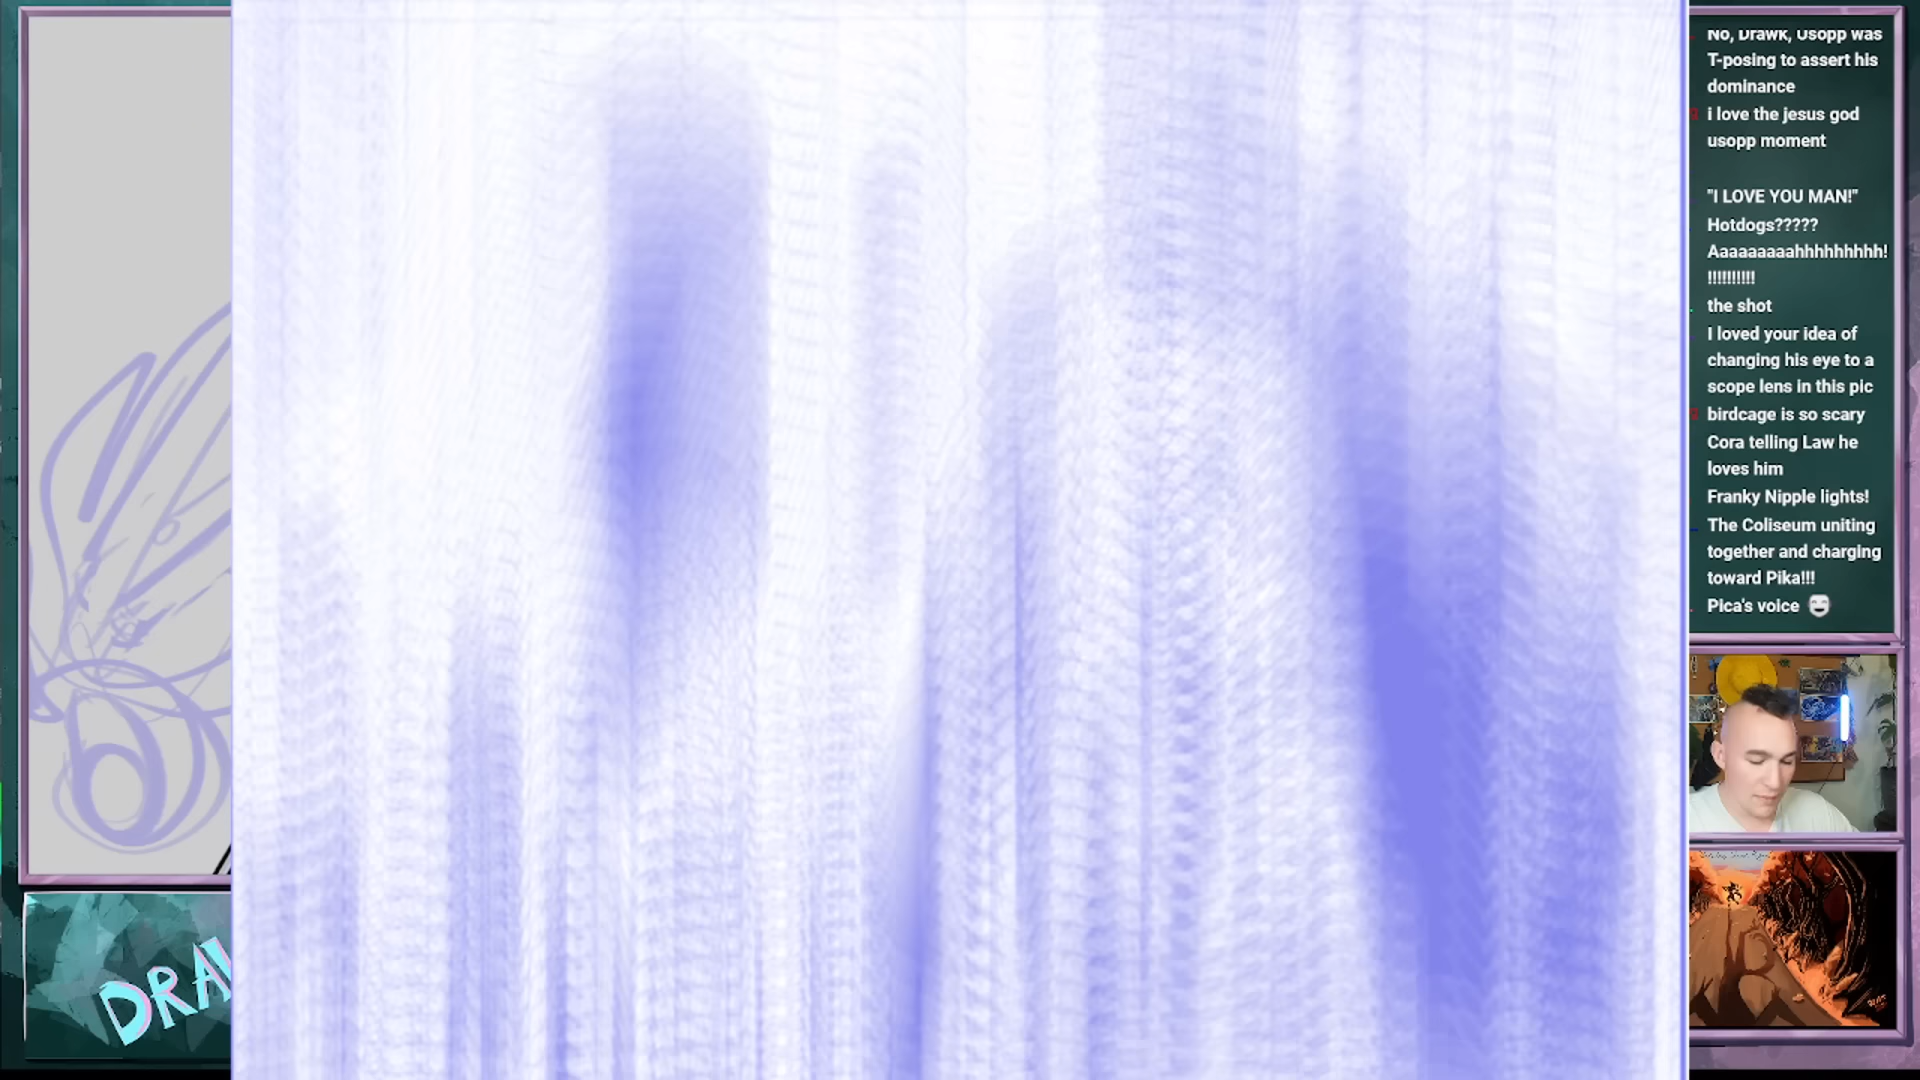 No, Drawk, Usopp was
T-posing to assert his
dominance
i love the jesus god
usopp moment
"I LOVE YOU MAN!"
Hotdogs?????
Aaaaaaaaahhhhhhhhh!
!!!!!!!!!!
the shot
I loved your idea of
changing his eye to a
scope lens in this pic
birdcage is so scary
Cora telling Law he
loves him
Franky Nipple lights!
The Coliseum uniting
together and charging
toward Pika!!!
Pica's voice
DRA